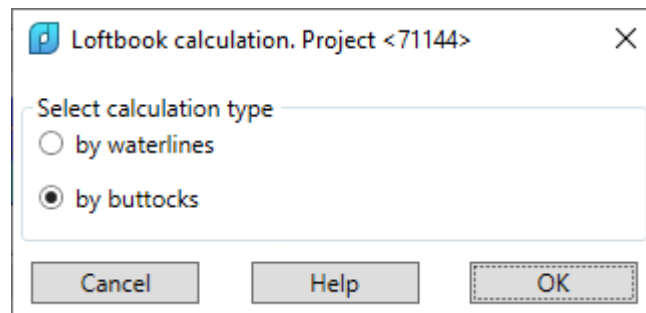 Loftbook calculation. Project <71144>
Select calculation type
by waterlines
by buttocks
Cancel Help OK